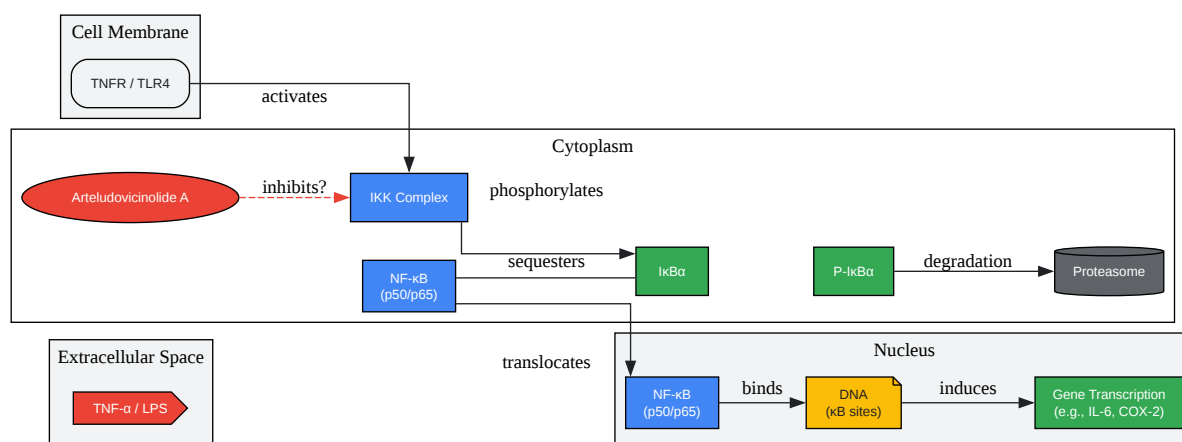 Cell Membrane
TNFR / TLR4
activates
Cytoplasm
Arteludovicinolide A
inhibits?
IKK Complex
phosphorylates
NF-κB
(p50/p65)
sequesters
IκBα
P-IκBα
degradation
Proteasome
Extracellular Space
TNF-α / LPS
translocates
Nucleus
NF-κB
(p50/p65)
binds
DNA
(κB sites)
induces
Gene Transcription
(e.g., IL-6, COX-2)